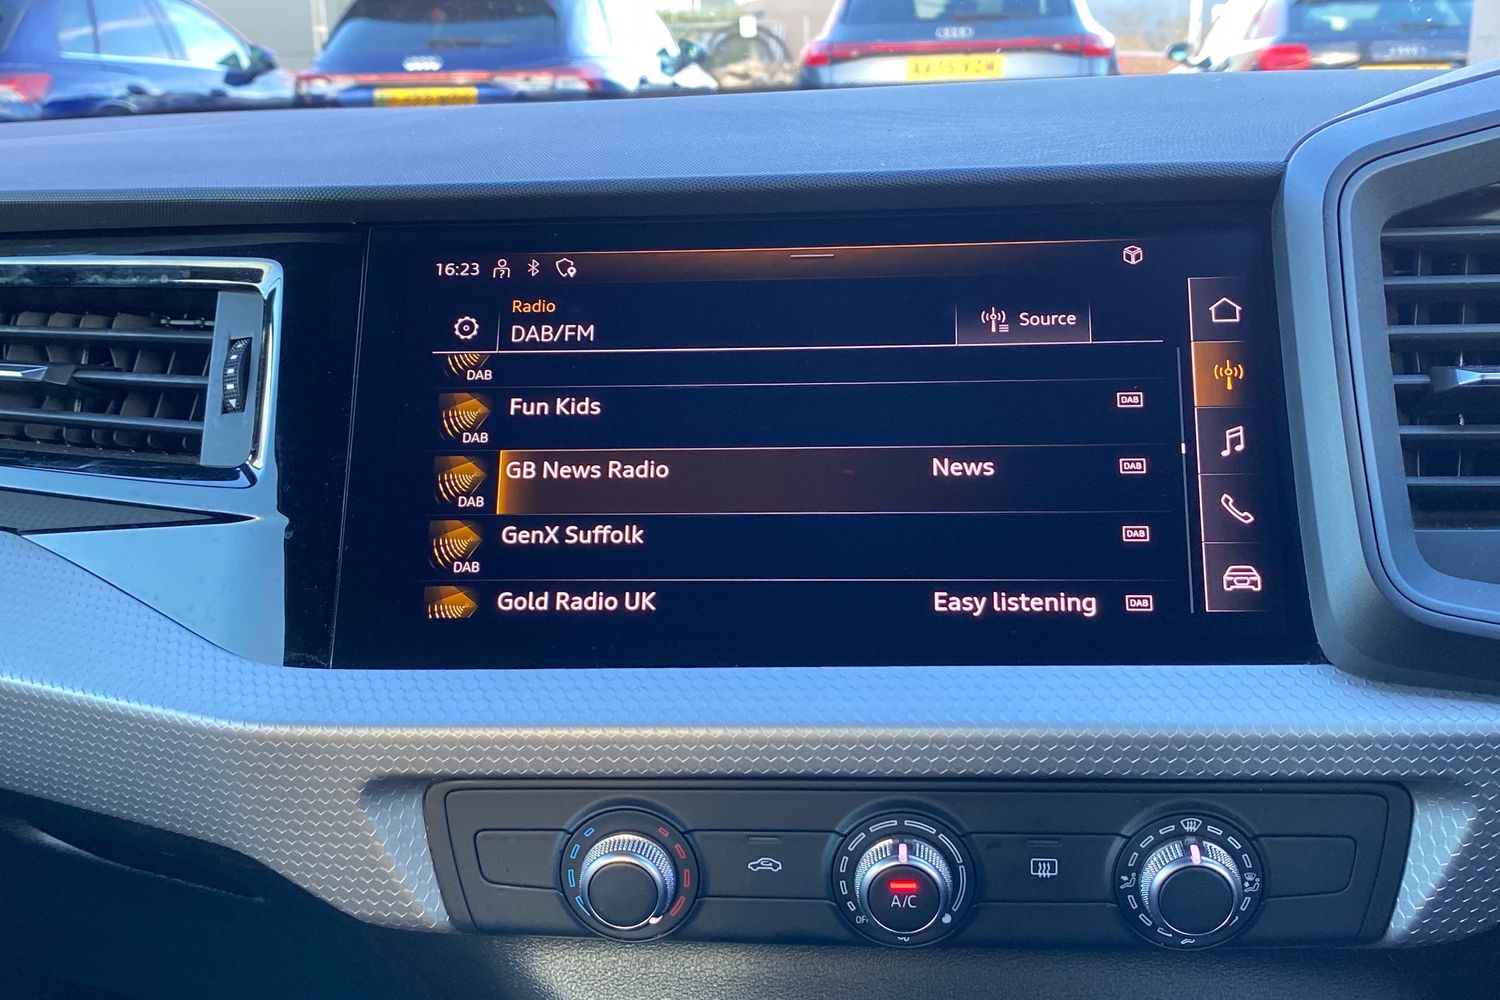 16:23
Radio
DAB/FM
Source
DAB
Fun Kids
DAB
DAB
GB News Radio
News
DAB
DAB
GenX Suffolk
DAB
DAB
Gold Radio UK
Easy listening
DAB
A/C